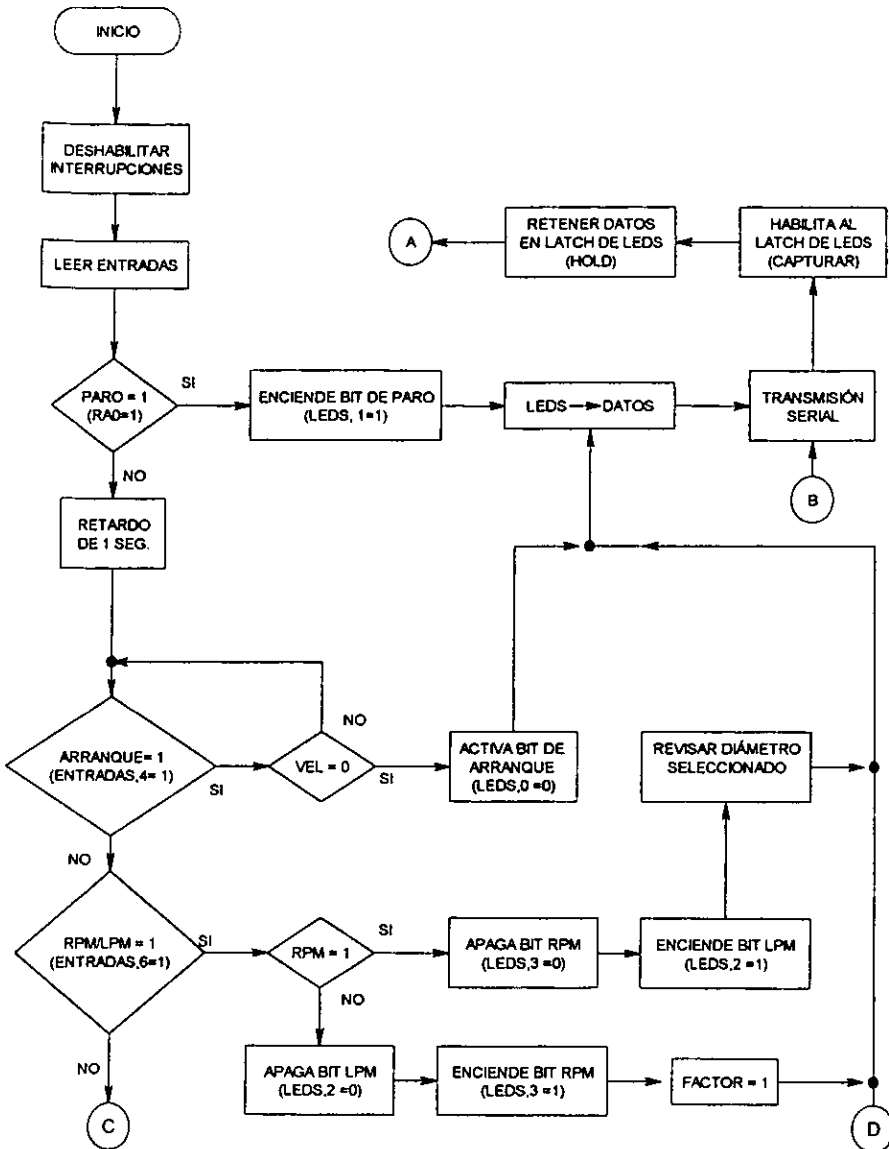 INICIO
DESHABILITAR
INTERRUPCIONES
LEER ENTRADAS
A
RETENER DATOS
EN LATCH DE LEDS
(HOLD)
HABILITA AL
LATCH DE LEDS
(CAPTURAR)
PARO = 1
(RA0=1)
SI
NO
ENCIENDE BIT DE PARO
(LEDS, 1=1)
LEDS → DATOS
TRANSMISIÓN
SERIAL
B
RETARDO
DE 1 SEG.
ARRANQUE= 1
(ENTRADAS,4= 1)
SI
NO
VEL = 0
NO
SI
ACTIVA BIT DE
ARRANQUE
(LEDS,0 =0)
REVISAR DIÁMETRO
SELECCIONADO
RPM/LPM = 1
(ENTRADAS,6=1)
SI
NO
RPM = 1
SI
NO
APAGA BIT RPM
(LEDS,3 =0)
ENCIENDE BIT LPM
(LEDS,2 =1)
APAGA BIT LPM
(LEDS,2 =0)
ENCIENDE BIT RPM
(LEDS,3 =1)
FACTOR = 1
C
D